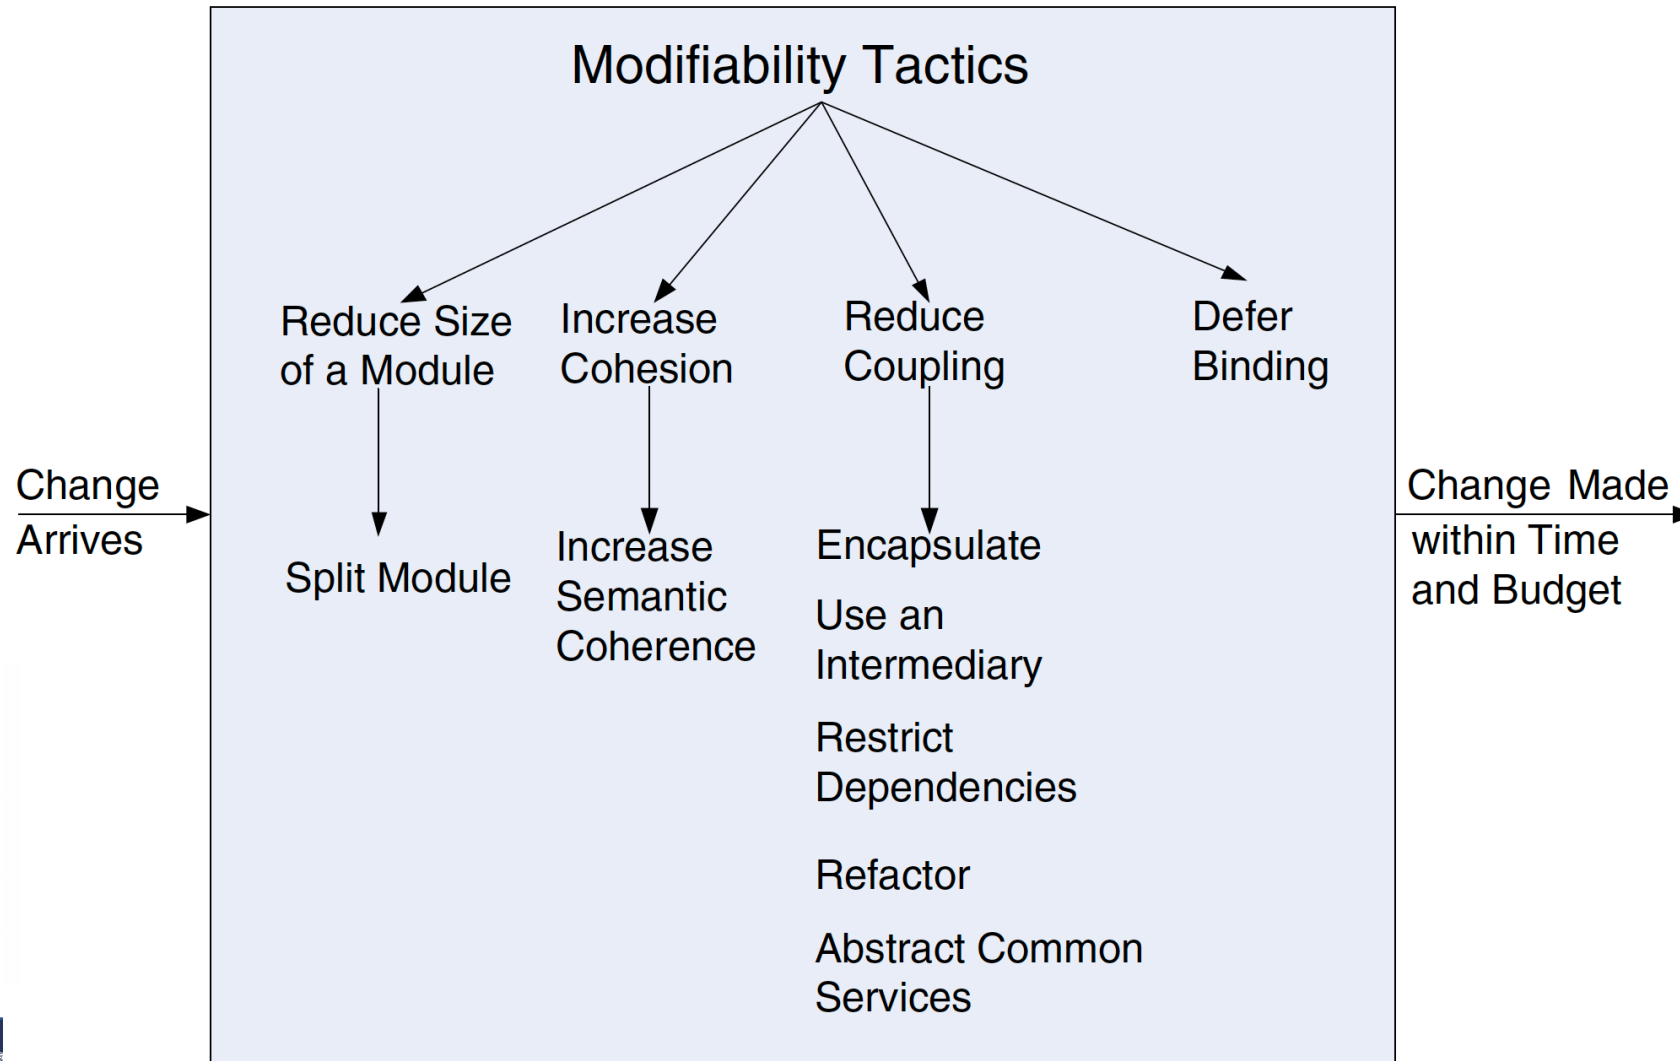 Modifiability Tactics
Reduce Size
of a Module
Increase
Cohesion
Reduce
Coupling
Defer
Binding
Change
Arrives
Split Module
Increase
Semantic
Coherence
Encapsulate
Use an
Intermediary
Restrict
Dependencies
Refactor
Abstract Common
Services
Change Made
within Time
and Budget